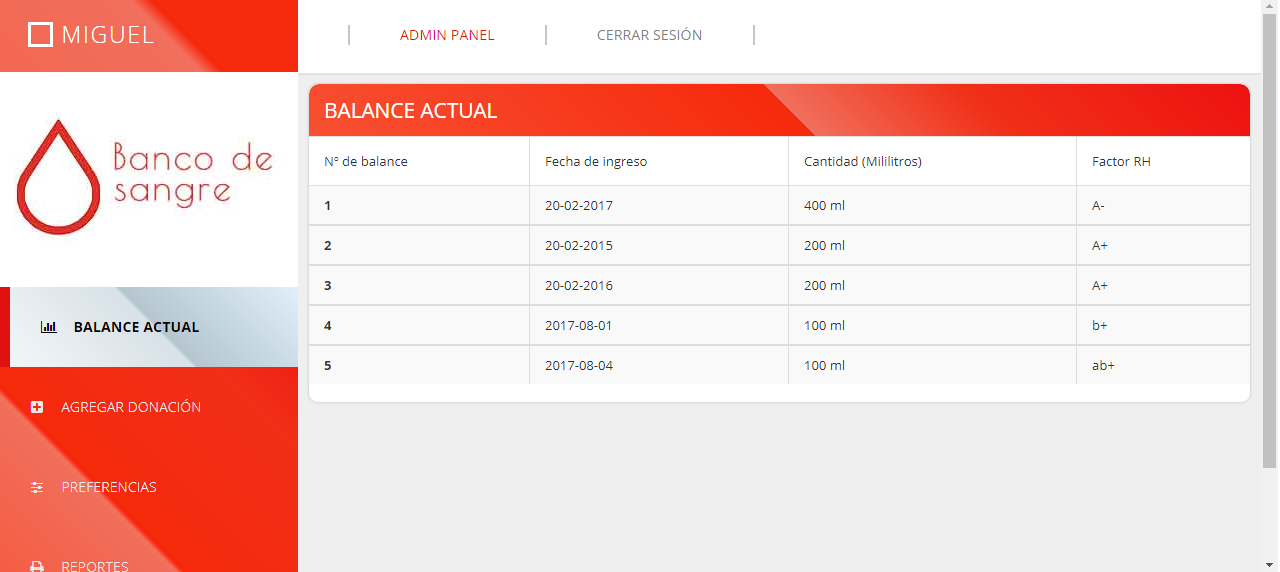 MIGUEL
ADMIN PANEL
CERRAR SESIÓN
Banco de
sangre
BALANCE ACTUAL
AGREGAR DONACIÓN
PREFERENCIAS
REPORTES
BALANCE ACTUAL
Nº de balance Fecha de ingreso Cantidad (Mililitros) Factor RH
1 20-02-2017 400 ml A-
2 20-02-2015 200 ml A+
3 20-02-2016 200 ml A+
4 2017-08-01 100 ml b+
5 2017-08-04 100 ml ab+